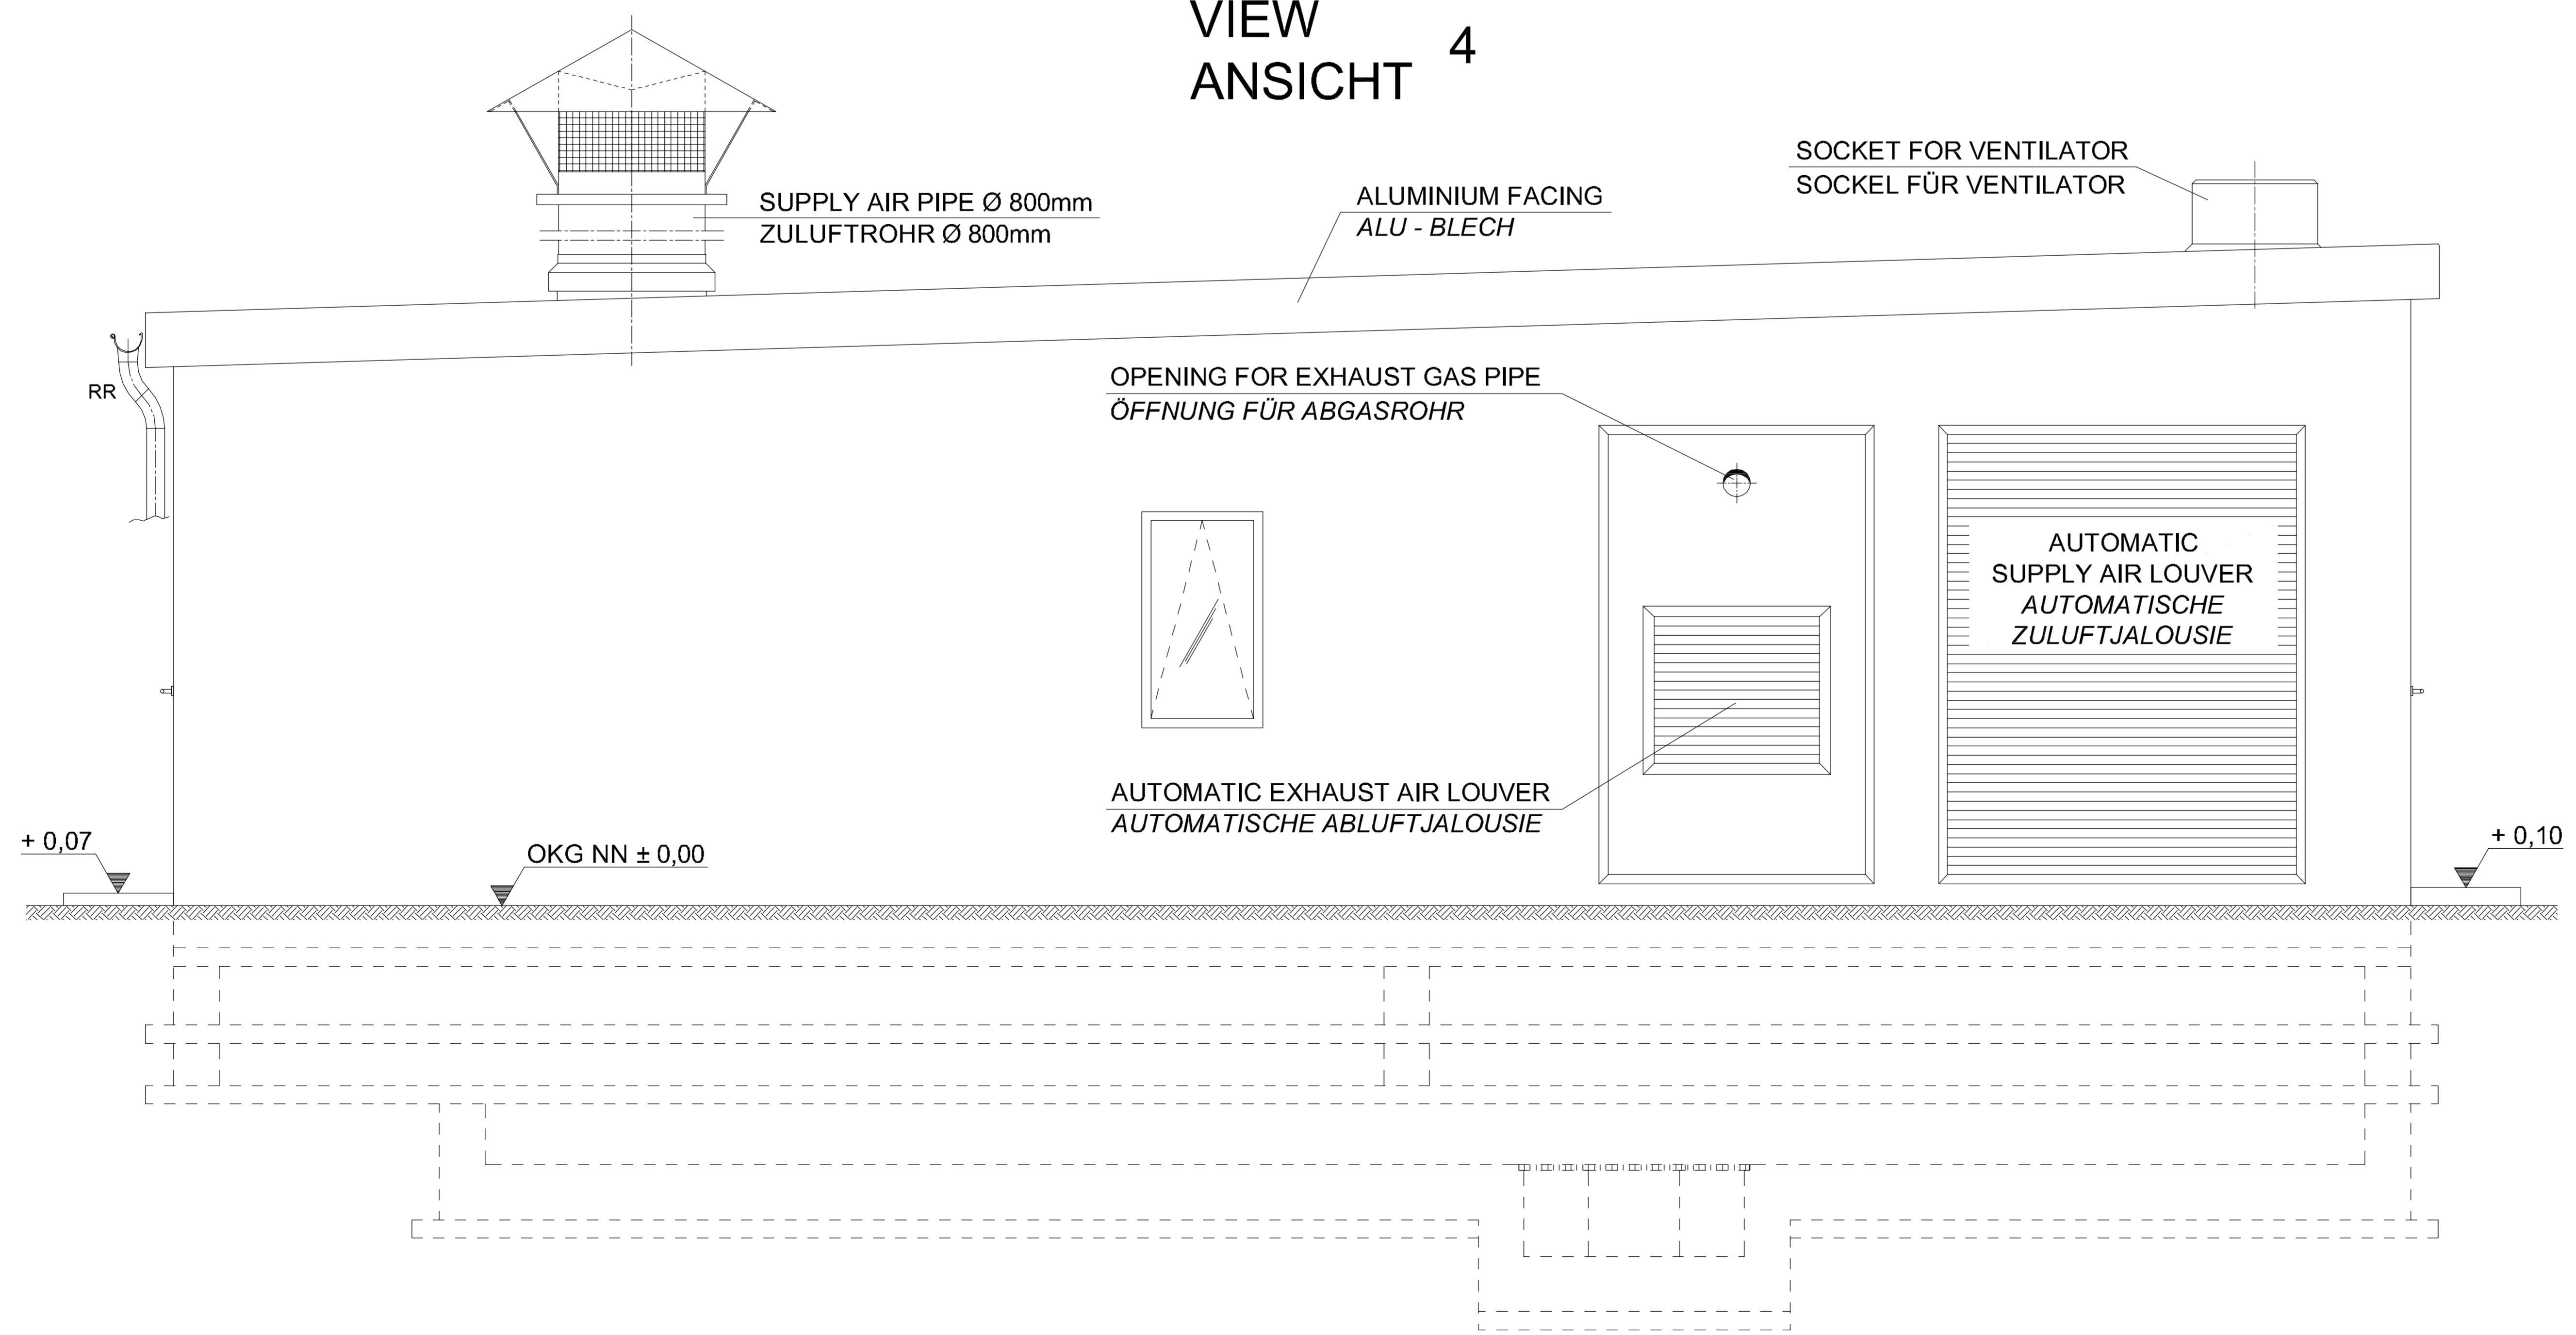 VIEW
ANSICHT 4
SOCKET FOR VENTILATOR
SOCKEL FÜR VENTILATOR
SUPPLY AIR PIPE Ø 800mm
ZULUFTROHR Ø 800mm
ALUMINIUM FACING
ALU - BLECH
RR
OPENING FOR EXHAUST GAS PIPE
ÖFFNUNG FÜR ABGASROHR
AUTOMATIC
SUPPLY AIR LOUVER
AUTOMATISCHE
ZULUFTJALOUSIE
AUTOMATIC EXHAUST AIR LOUVER
AUTOMATISCHE ABLUFTJALOUSIE
+ 0,07
OKG NN ± 0,00
+ 0,10